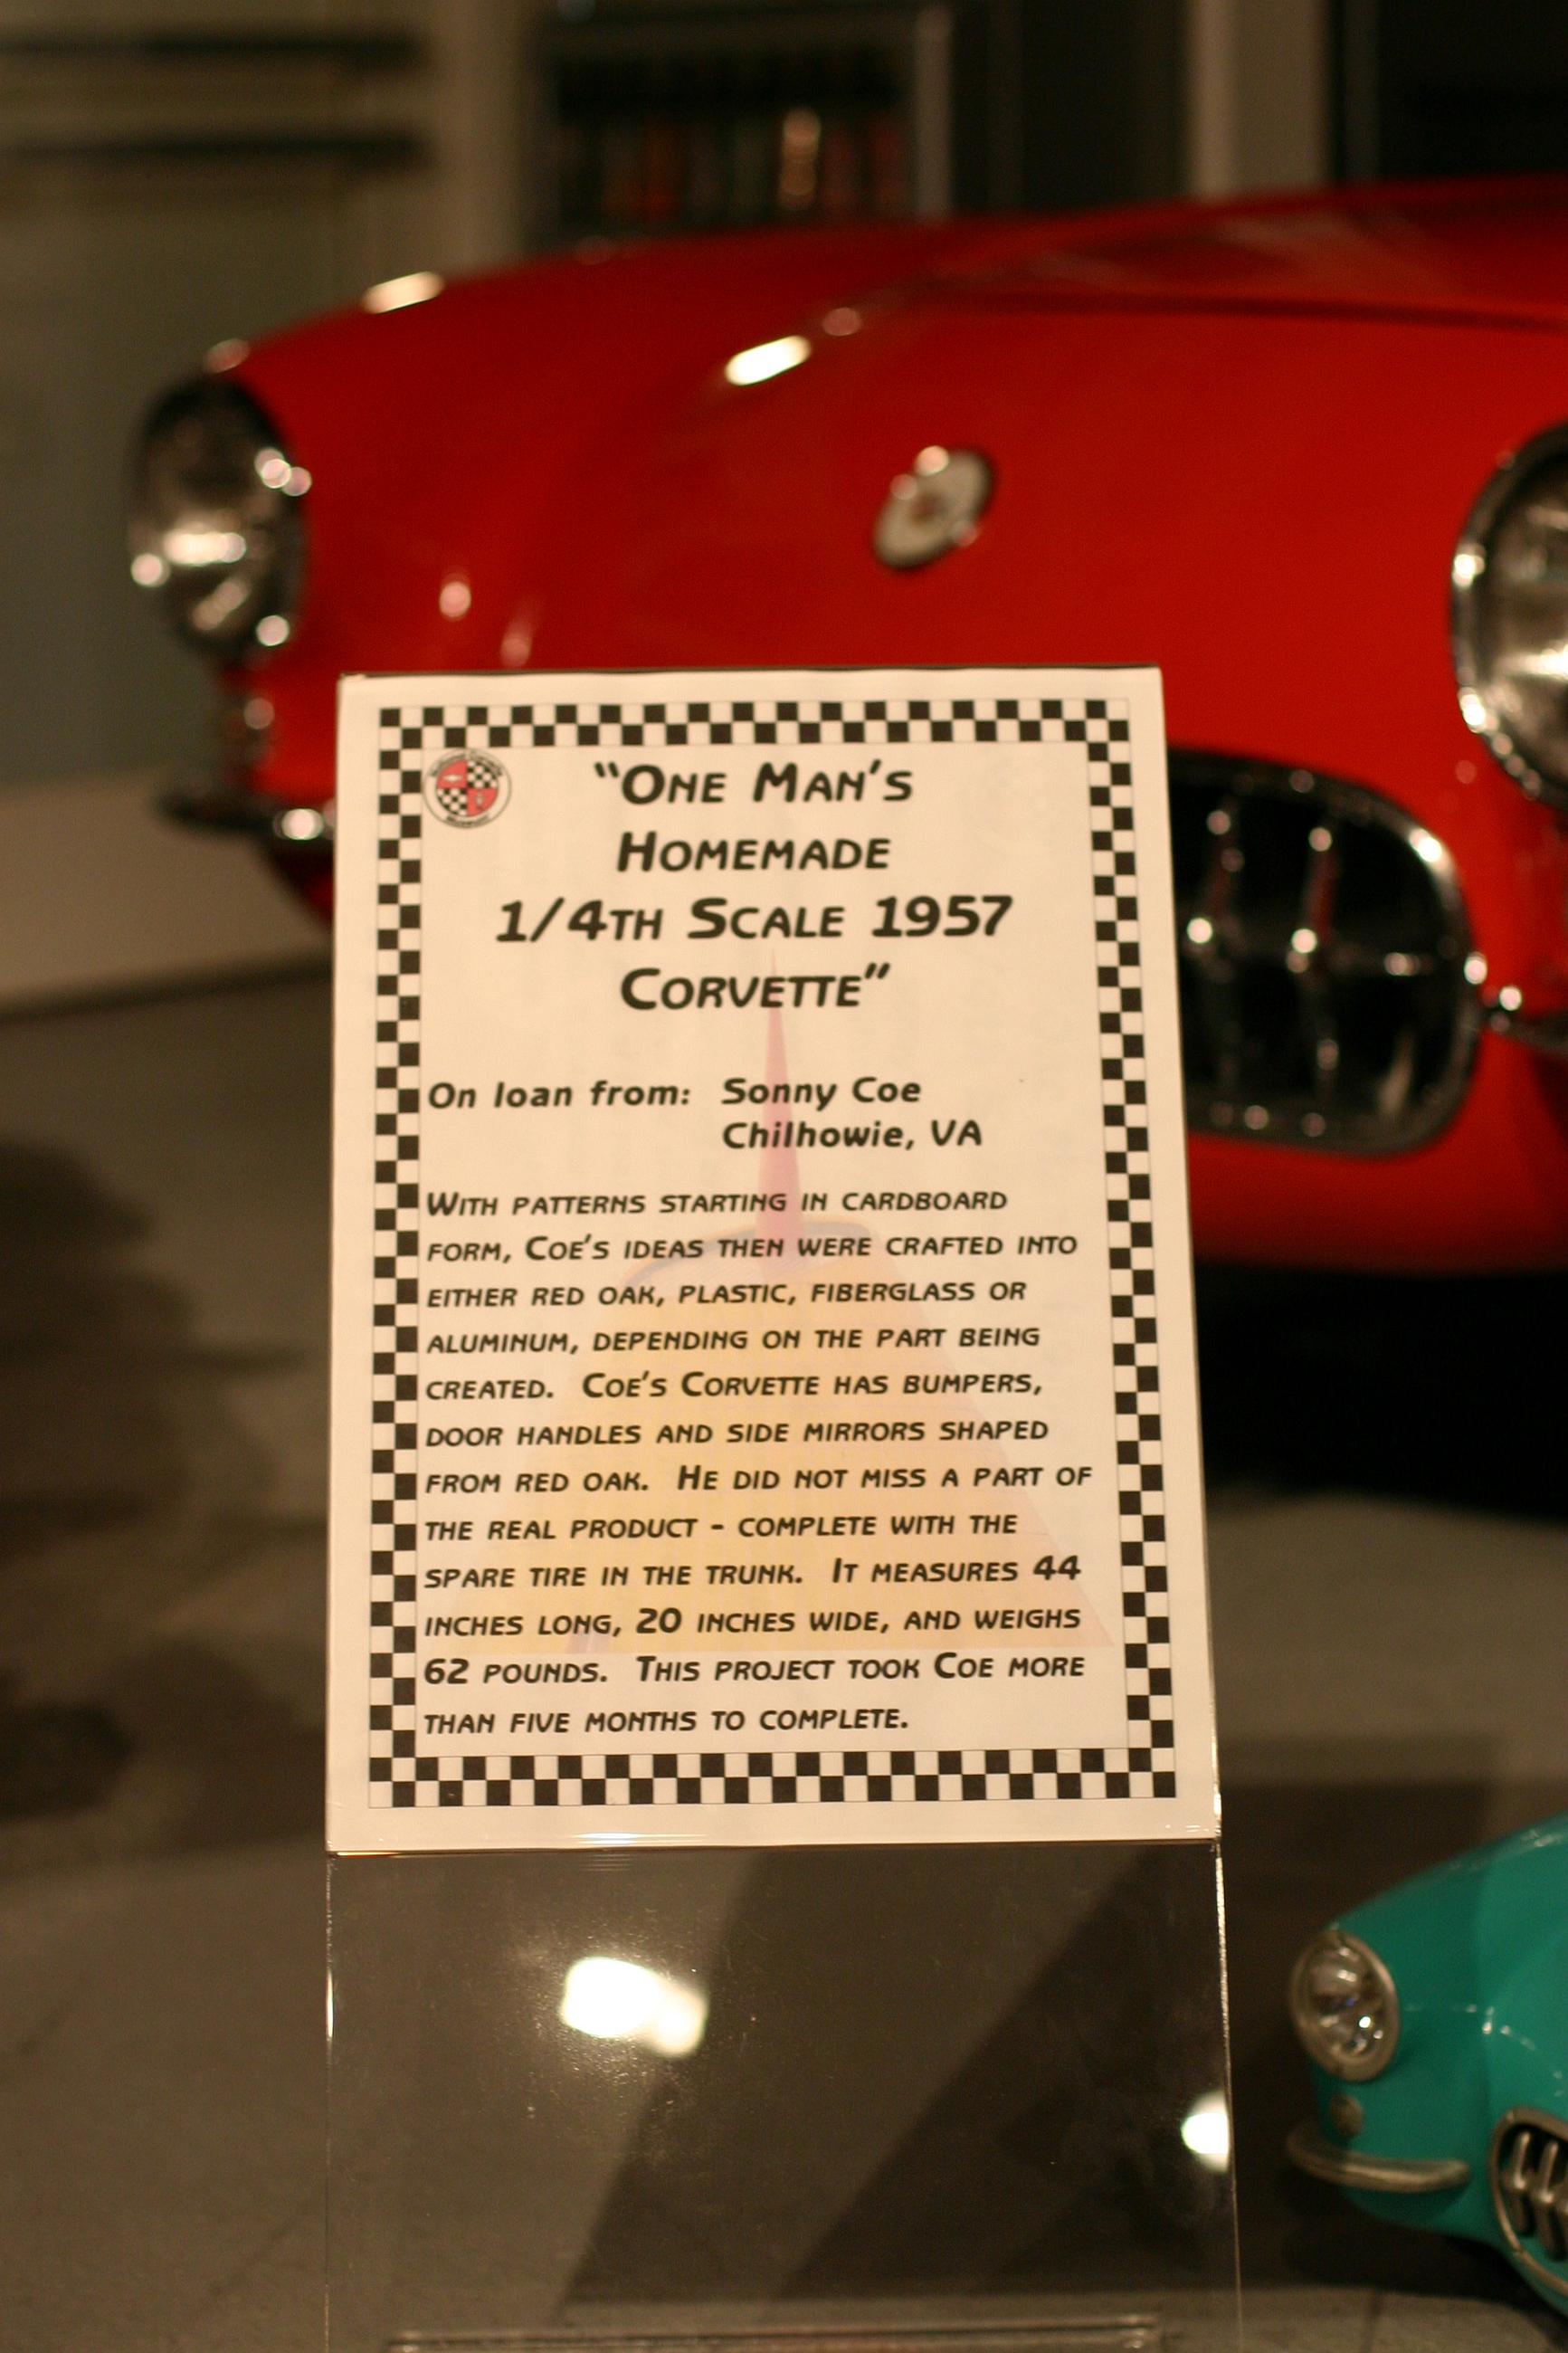 "One Man's
Homemade
1/4th Scale 1957
Corvette"
On loan from: Sonny Coe
Chilhowie, VA
With patterns starting in cardboard
form, Coe's ideas then were crafted into
either red oak, plastic, fiberglass or
aluminum, depending on the part being
created. Coe's Corvette has bumpers,
door handles and side mirrors shaped
from red oak. He did not miss a part of
the real product - complete with the
spare tire in the trunk. It measures 44
inches long, 20 inches wide, and weighs
62 pounds. This project took Coe more
than five months to complete.